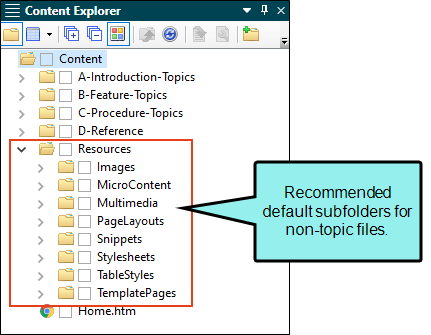 Content Explorer
Content
A-Introduction-Topics
B-Feature-Topics
C-Procedure-Topics
D-Reference
Resources
Images
MicroContent
Multimedia
PageLayouts
Snippets
Stylesheets
TableStyles
TemplatePages
Home.htm
Recommended
default subfolders for
non-topic files.